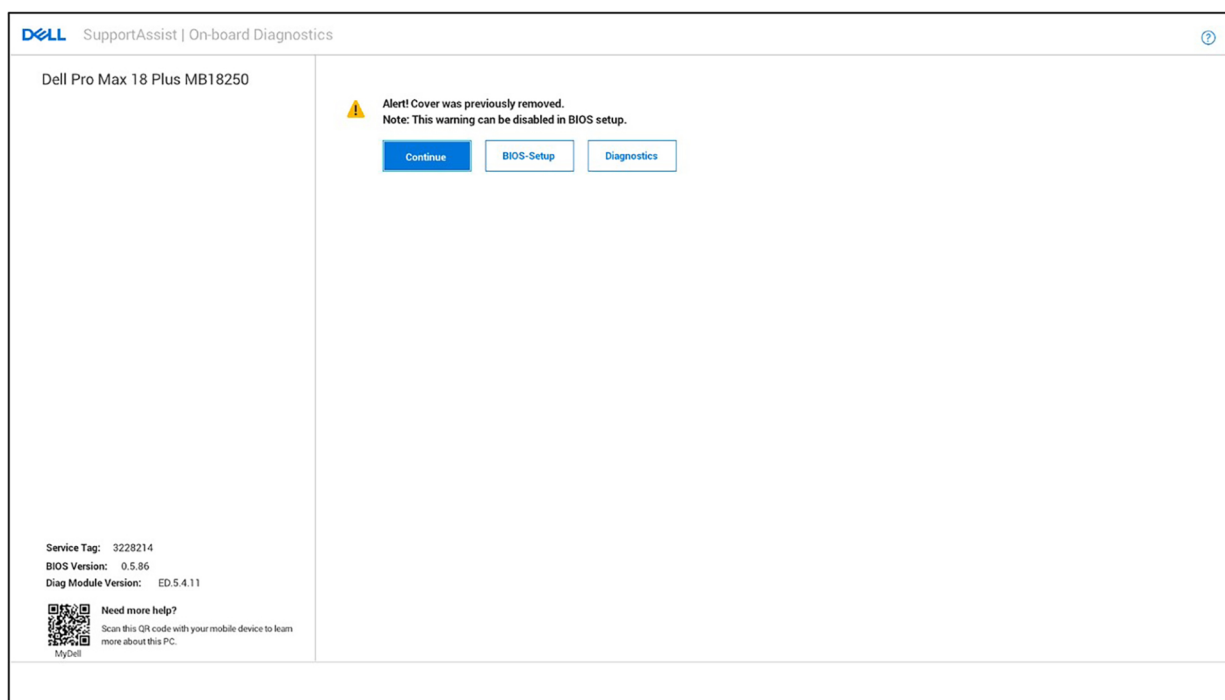 DELL SupportAssist | On-board Diagnostics
Dell Pro Max 18 Plus MB18250
Alert! Cover was previously removed.
Note: This warning can be disabled in BIOS setup.
Continue BIOS-Setup Diagnostics
Service Tag: 3228214
BIOS Version: 0.5.86
Diag Module Version: ED.5.4.11
Need more help?
Scan this QR code with your mobile device to learn
more about this PC.
MyDell